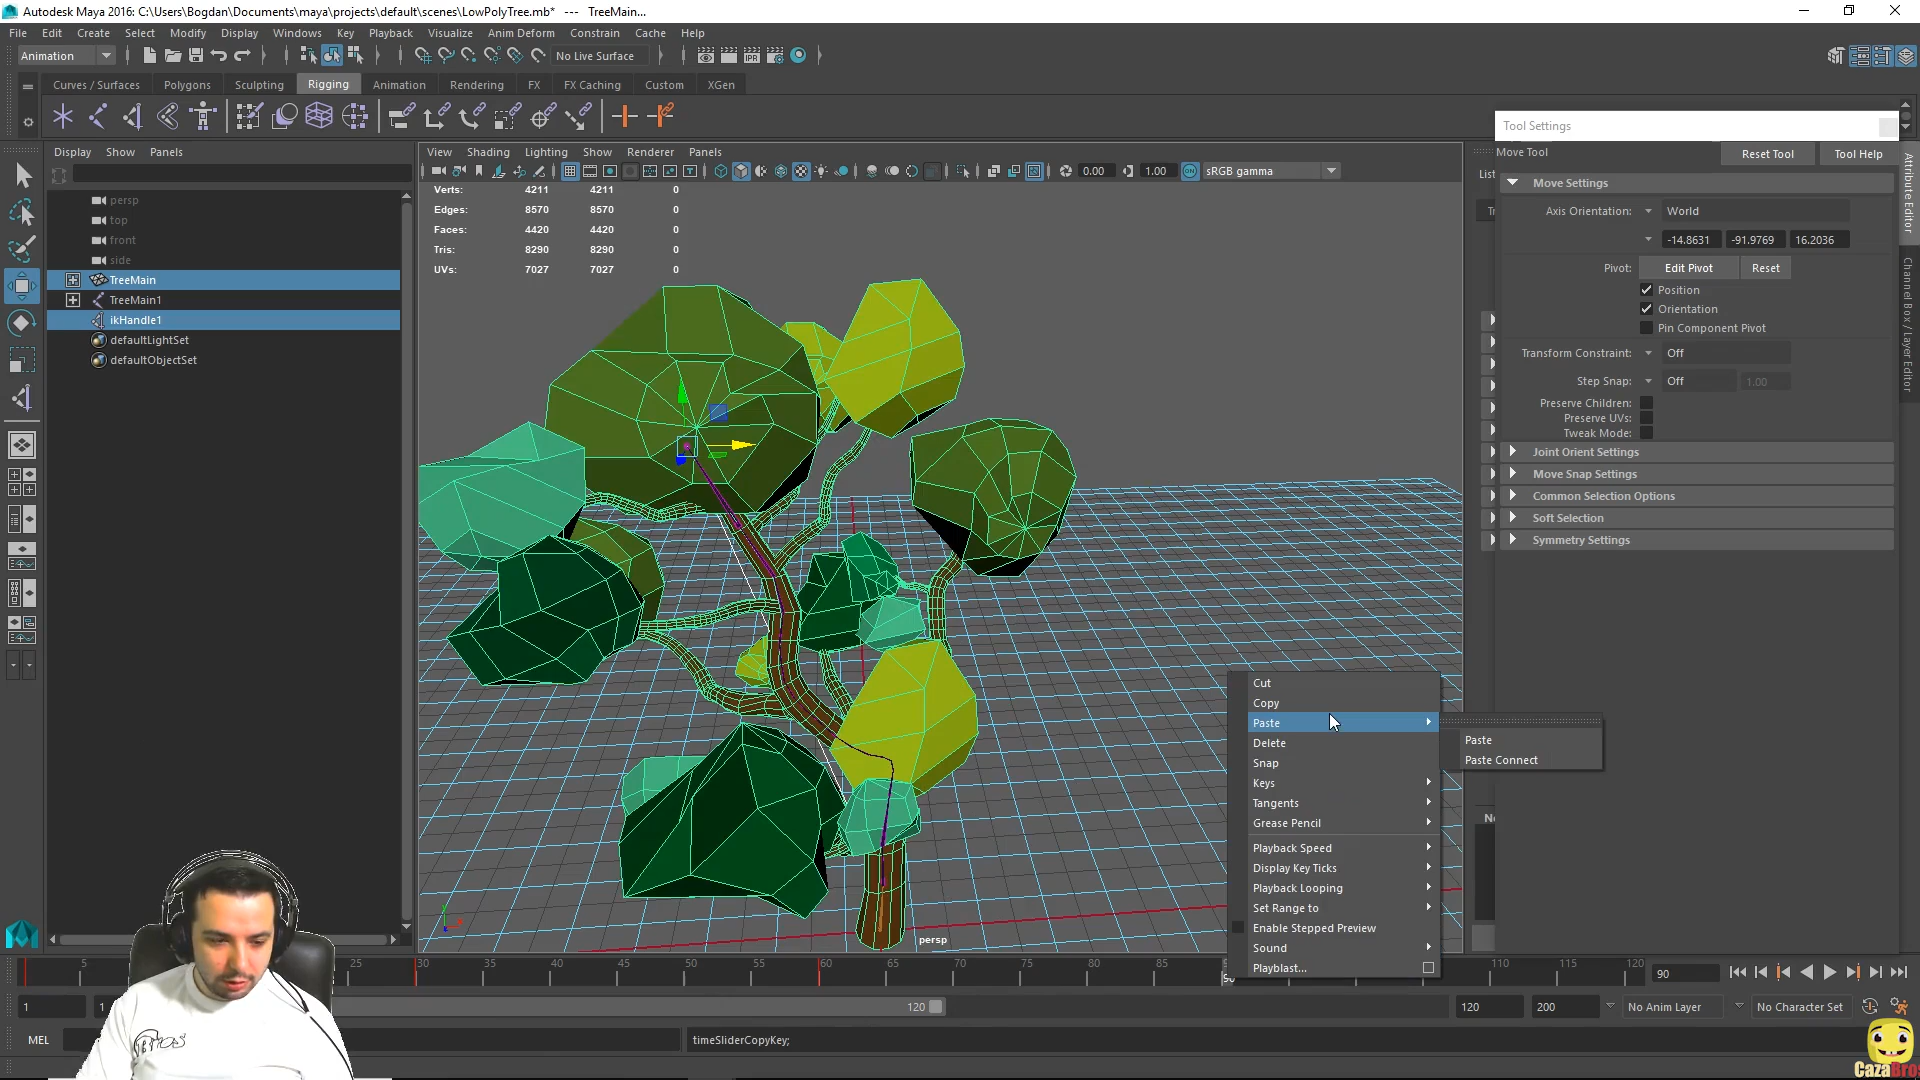 Autodesk Maya 2016: C:\Users\Bogdan\Documents\maya\projects\default\scenes\LowPolyTree.mb* --- TreeMain...
File Edit Create Select Modify Display Windows Key Playback Visualize Anim Deform Constrain Cache Help
Animation No Live Surface
Curves / Surfaces Polygons Sculpting Rigging Animation Rendering FX FX Caching Custom XGen
Tool Settings
Display Show Panels
View Shading Lighting Show Renderer Panels
Move Tool Reset Tool Tool Help
0.00 1.00 sRGB gamma
Move Settings
Verts: 4211 4211 0
Edges: 8570 8570 0
Faces: 4420 4420 0
Tris: 8290 8290 0
UVs: 7027 7027 0
persp
top
front
side
TreeMain
TreeMain1
ikHandle1
defaultLightSet
defaultObjectSet
Axis Orientation: World
-14.8631 -91.9769 16.2036
Pivot: Edit Pivot Reset
Position
Orientation
Pin Component Pivot
Transform Constraint: Off
Step Snap: Off 1.00
Preserve Children:
Preserve UVs:
Tweak Mode:
Joint Orient Settings
Move Snap Settings
Common Selection Options
Soft Selection
Symmetry Settings
Attribute Editor
Channel Box / Layer Editor
Cut
Copy
Paste
Delete
Snap
Keys
Tangents
Grease Pencil
Playback Speed
Display Key Ticks
Playback Looping
Set Range to
Enable Stepped Preview
Sound
Playblast...
Paste
Paste Connect
persp
5 25 30 35 40 45 50 55 60 65 70 75 80 85 90 110 115 120
90
1 1 120 120 200 No Anim Layer No Character Set
MEL timeSliderCopyKey;
CazaBros